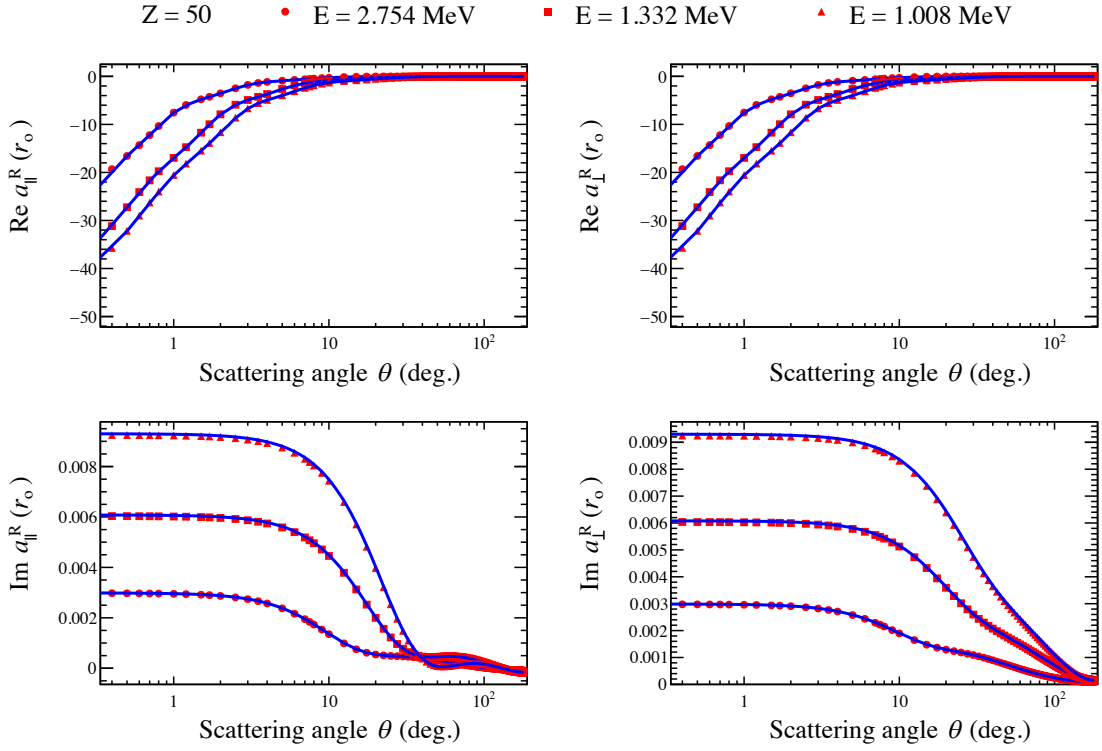 Z = 50 E = 2.754 MeV E = 1.332 MeV E = 1.008 MeV
Re a∥^R (r₀)
0
−10
−20
−30
−40
−50
1 10 10²
Scattering angle θ (deg.)
Re a⊥^R (r₀)
0
−10
−20
−30
−40
−50
1 10 10²
Scattering angle θ (deg.)
Im a∥^R (r₀)
0.008
0.006
0.004
0.002
0
1 10 10²
Scattering angle θ (deg.)
Im a⊥^R (r₀)
0.009
0.008
0.007
0.006
0.005
0.004
0.003
0.002
0.001
0
1 10 10²
Scattering angle θ (deg.)